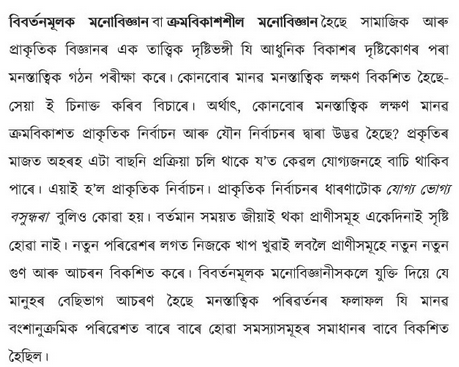 বিবৰ্তনমূলক মনোবিজ্ঞান বা ক্ৰমবিকাশশীল মনোবিজ্ঞান হৈছে সামাজিক আৰু
প্ৰাকৃতিক বিজ্ঞানৰ এক তাত্ত্বিক দৃষ্টিভঙ্গী যি আধুনিক বিকাশৰ দৃষ্টিকোণৰ পৰা
মনস্তাত্বিক গঠন পৰীক্ষা কৰে। কোনবোৰ মানৱ মনস্তাত্বিক লক্ষণ বিকশিত হৈছে-
সেয়া ই চিনাক্ত কৰিব বিচাৰে। অৰ্থাৎ, কোনবোৰ মনস্তাত্বিক লক্ষণ মানৱ
ক্ৰমবিকাশত প্ৰাকৃতিক নিৰ্বাচন আৰু যৌন নিৰ্বাচনৰ দ্বাৰা উদ্ভৱ হৈছে? প্ৰকৃতিৰ
মাজত অহৰহ এটা বাছনি প্ৰক্ৰিয়া চলি থাকে য'ত কেৱল যোগ্যজনহে বাচি থাকিব
পাৰে। এয়াই হ'ল প্ৰাকৃতিক নিৰ্বাচন। প্ৰাকৃতিক নিৰ্বাচনৰ ধাৰণাটোক যোগ্য ভোগ্য
বসুন্ধৰা বুলিও কোৱা হয়। বৰ্তমান সময়ত জীয়াই থকা প্ৰাণীসমূহ একেদিনাই সৃষ্টি
হোৱা নাই। নতুন পৰিৱেশৰ লগত নিজকে খাপ খুৱাই লবলৈ প্ৰাণীসমূহে নতুন নতুন
গুণ আৰু আচৰন বিকশিত কৰে। বিবৰ্তনমূলক মনোবিজ্ঞানীসকলে যুক্তি দিয়ে যে
মানুহৰ বেছিভাগ আচৰণ হৈছে মনস্তাত্বিক পৰিৱৰ্তনৰ ফলাফল যি মানৱ
বংশানুক্ৰমিক পৰিৱেশত বাৰে বাৰে হোৱা সমস্যাসমূহৰ সমাধানৰ বাবে বিকশিত
হৈছিল।